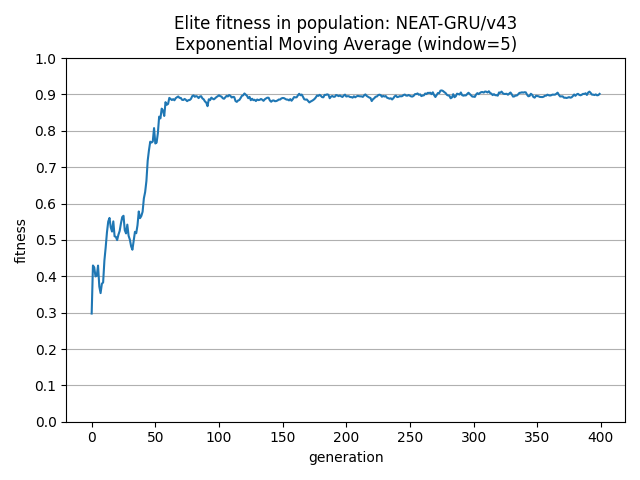 Elite fitness in population: NEAT-GRU/v43
Exponential Moving Average (window=5)
1.0
0.9
0.8
0.7
0.6
0.5
0.4
0.3
0.2
0.1
0.0
fitness
0 50 100 150 200 250 300 350 400
generation